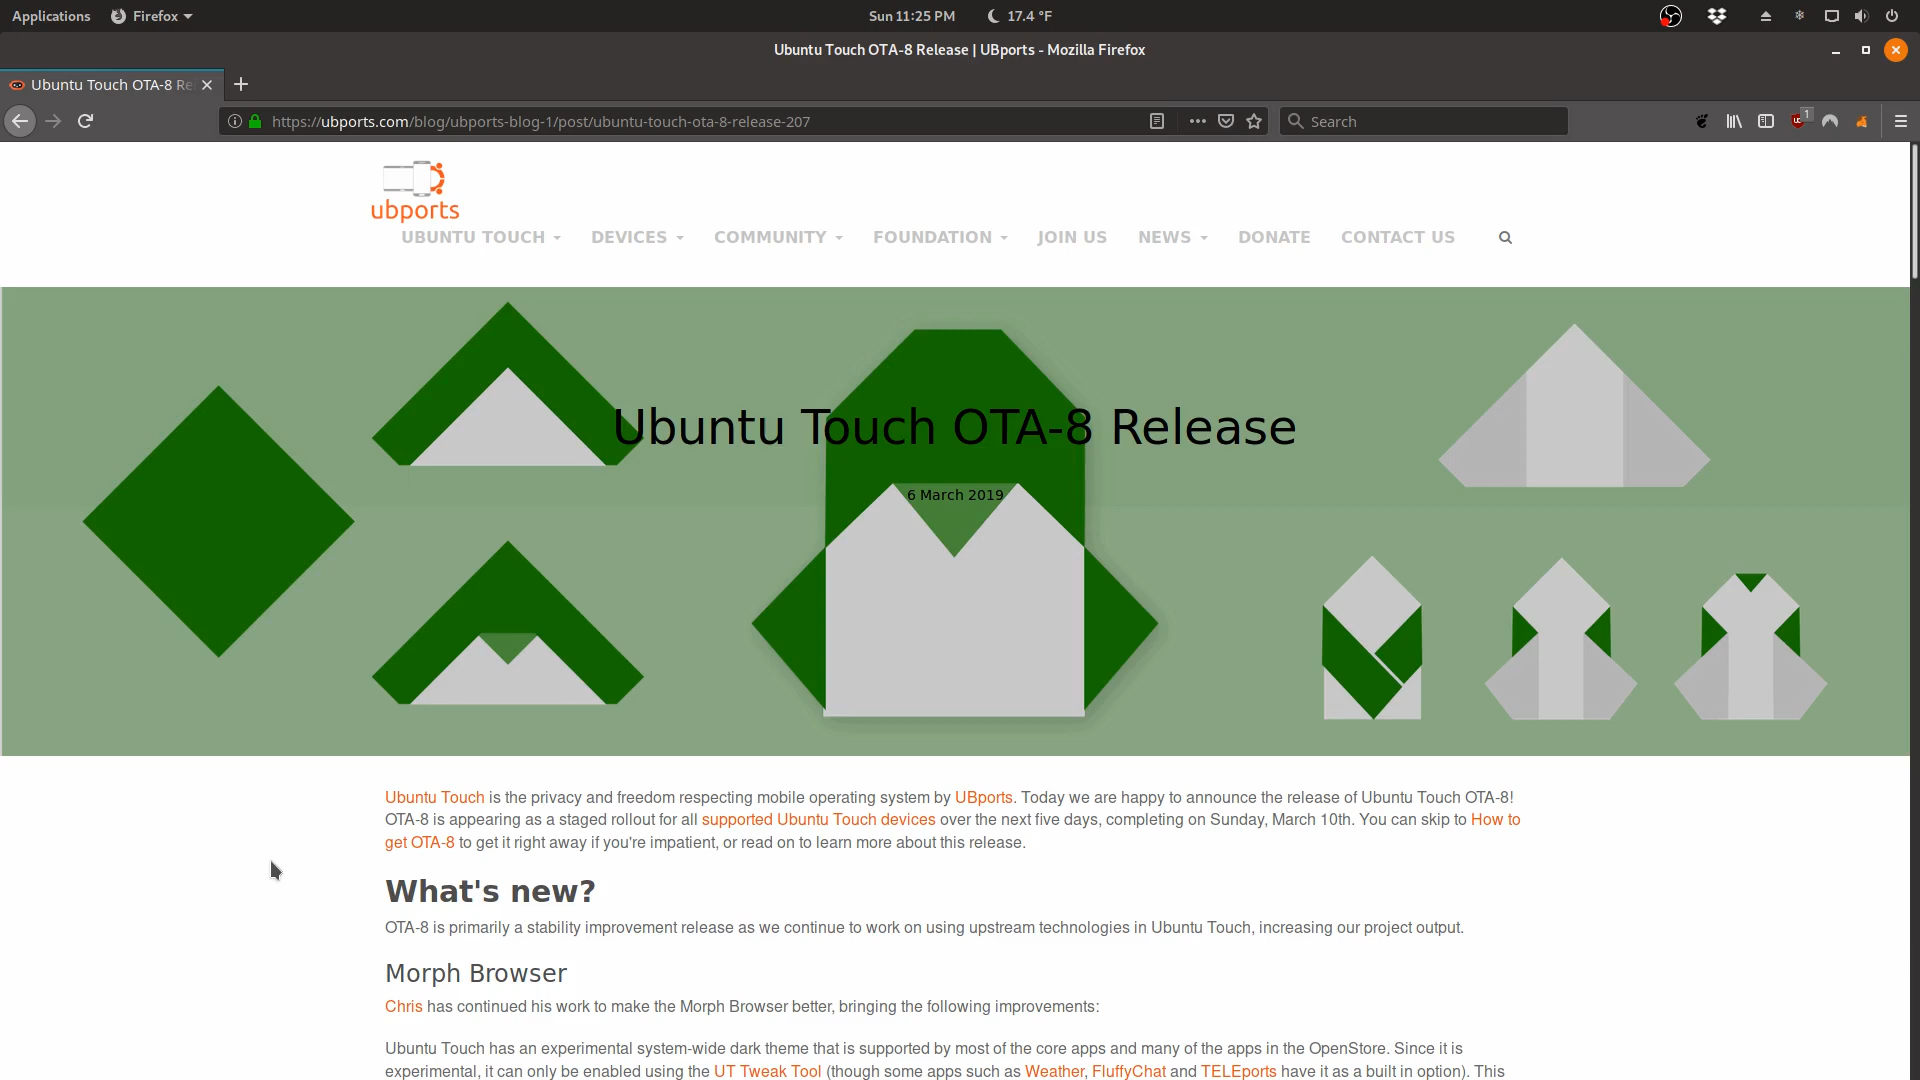 Applications Firefox Sun 11:25 PM 17.4 °F
Ubuntu Touch OTA-8 Release | UBports - Mozilla Firefox
Ubuntu Touch OTA-8 Re
https://ubports.com/blog/ubports-blog-1/post/ubuntu-touch-ota-8-release-207 Search 1
ubports
UBUNTU TOUCH DEVICES COMMUNITY FOUNDATION JOIN US NEWS DONATE CONTACT US
Ubuntu Touch OTA-8 Release
6 March 2019
Ubuntu Touch is the privacy and freedom respecting mobile operating system by UBports. Today we are happy to announce the release of Ubuntu Touch OTA-8!
OTA-8 is appearing as a staged rollout for all supported Ubuntu Touch devices over the next five days, completing on Sunday, March 10th. You can skip to How to
get OTA-8 to get it right away if you're impatient, or read on to learn more about this release.
What's new?
OTA-8 is primarily a stability improvement release as we continue to work on using upstream technologies in Ubuntu Touch, increasing our project output.
Morph Browser
Chris has continued his work to make the Morph Browser better, bringing the following improvements:
Ubuntu Touch has an experimental system-wide dark theme that is supported by most of the core apps and many of the apps in the OpenStore. Since it is
experimental, it can only be enabled using the UT Tweak Tool (though some apps such as Weather, FluffyChat and TELEports have it as a built in option). This